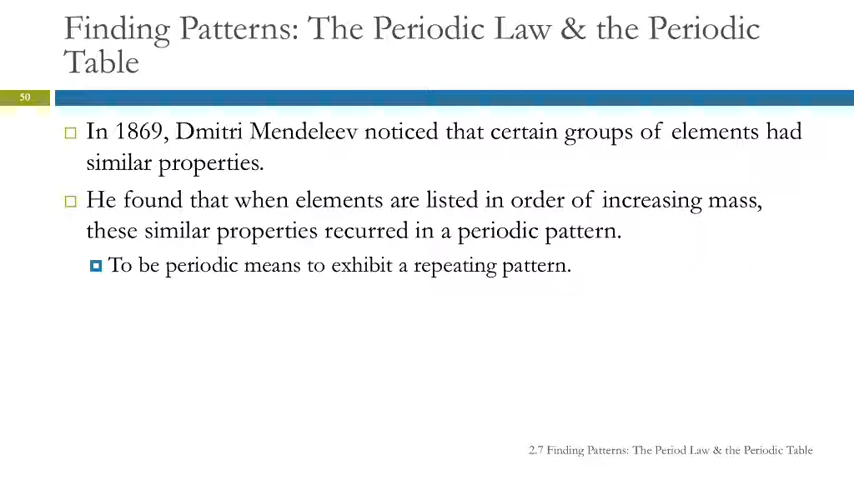 Finding Patterns: The Periodic Law & the Periodic
Table
50
In 1869, Dmitri Mendeleev noticed that certain groups of elements had
similar properties.
He found that when elements are listed in order of increasing mass,
these similar properties recurred in a periodic pattern.
To be periodic means to exhibit a repeating pattern.
2.7 Finding Patterns: The Period Law & the Periodic Table